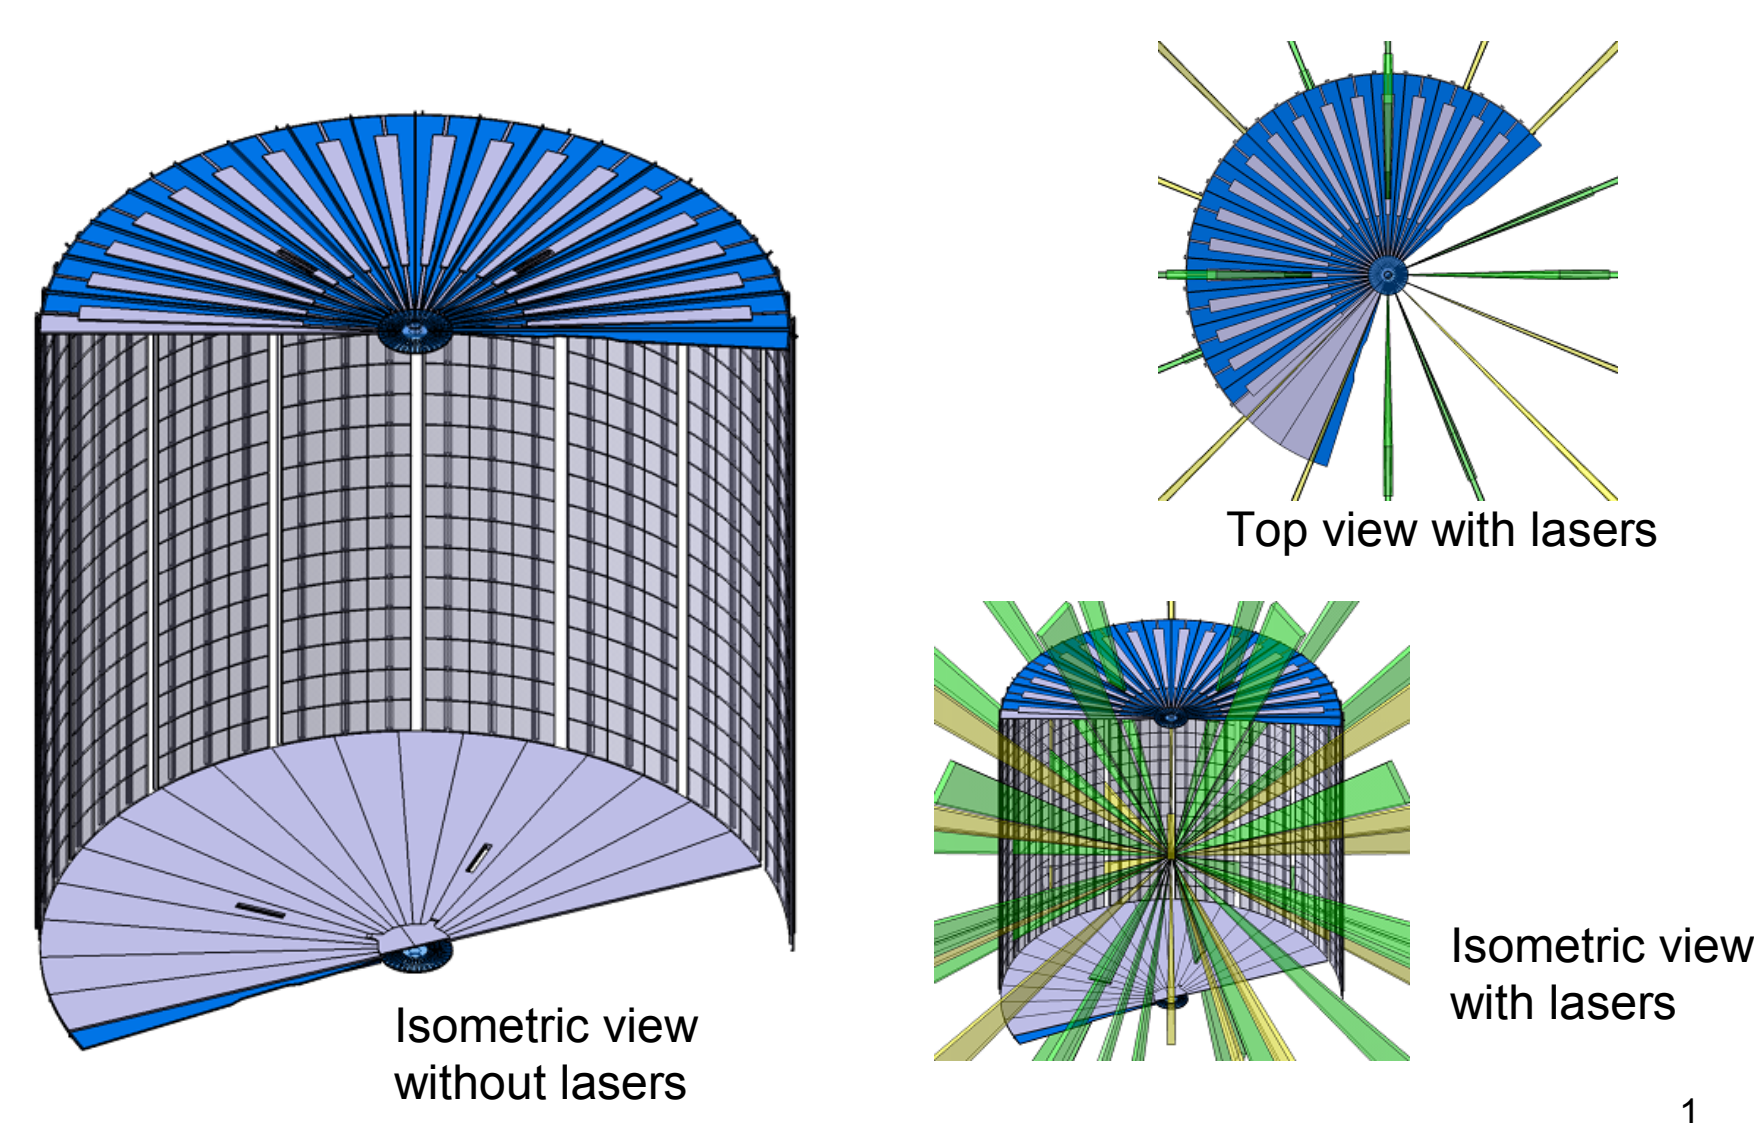 Top view with lasers
Isometric view
with lasers
Isometric view
without lasers
1